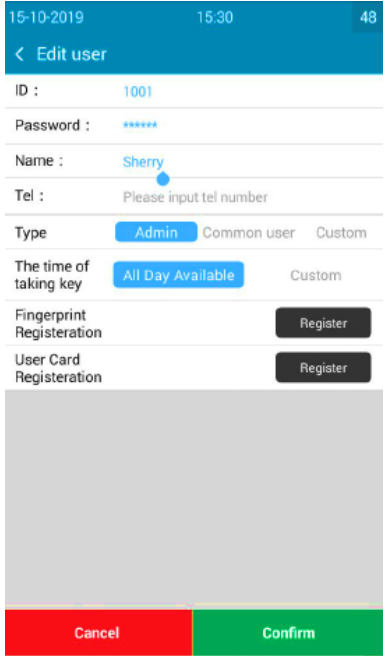 15-10-2019 15:30 48
< Edit user
ID : 1001
Password : ******
Name : Sherry
Tel : Please input tel number
Type Admin Common user Custom
The time of
taking key All Day Available Custom
Fingerprint
Registeration Register
User Card
Registeration Register
Cancel Confirm